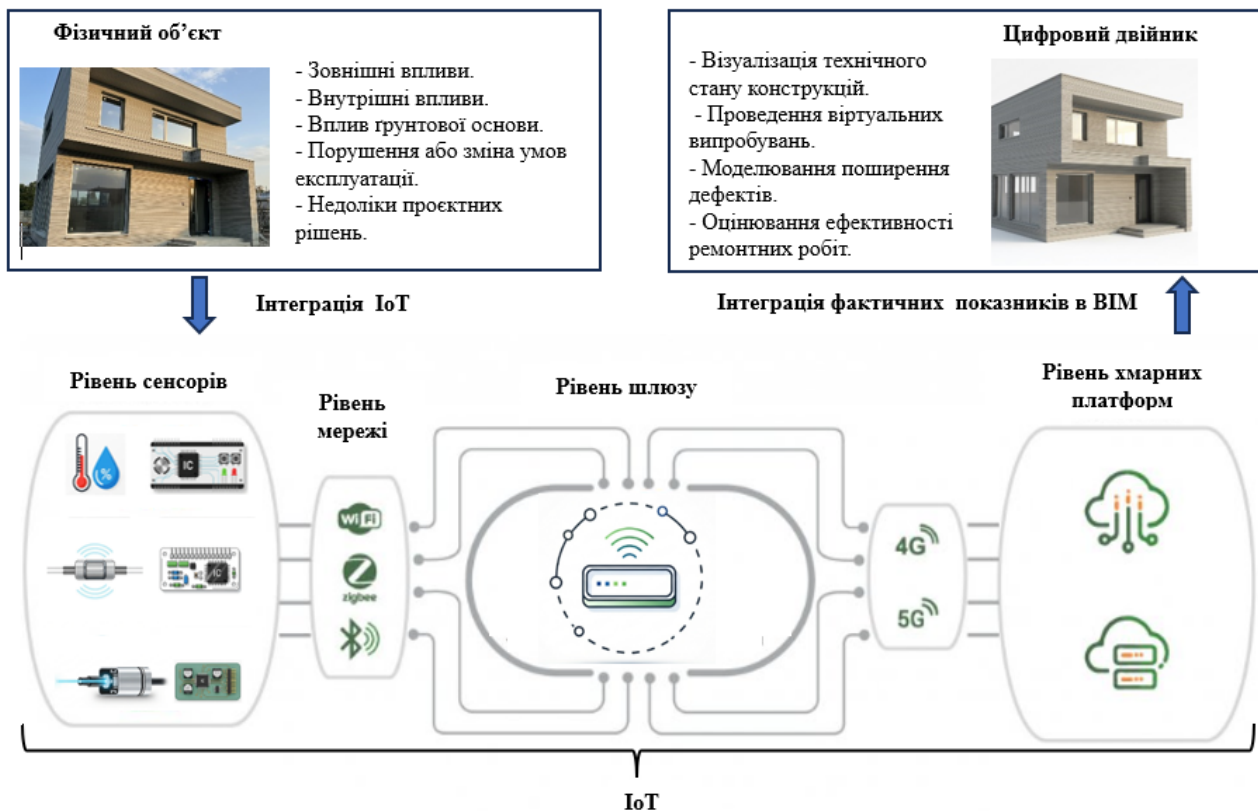 Фізичний об’єкт
- Зовнішні впливи.
- Внутрішні впливи.
- Вплив ґрунтової основи.
- Порушення або зміна умов
експлуатації.
- Недоліки проєктних
рішень.
Цифровий двійник
- Візуалізація технічного
стану конструкцій.
- Проведення віртуальних
випробувань.
- Моделювання поширення
дефектів.
- Оцінювання ефективності
ремонтних робіт.
Інтеграція ІоТ
Інтеграція фактичних показників в ВІМ
Рівень сенсорів
Рівень
мережі
Рівень шлюзу
Рівень хмарних
платформ
%
IC
IC
WiFi
zigbee
4G
5G
ІоТ